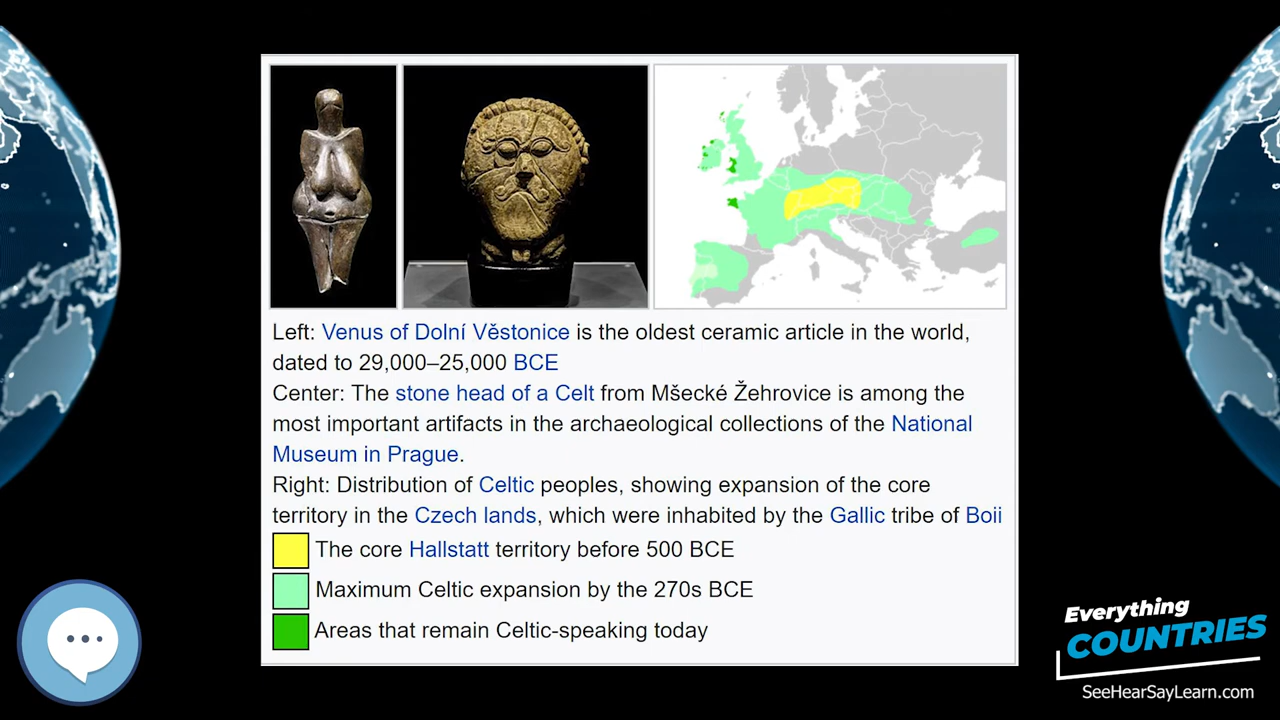 Left: Venus of Dolní Věstonice is the oldest ceramic article in the world,
dated to 29,000–25,000 BCE
Center: The stone head of a Celt from Mšecké Žehrovice is among the
most important artifacts in the archaeological collections of the National
Museum in Prague.
Right: Distribution of Celtic peoples, showing expansion of the core
territory in the Czech lands, which were inhabited by the Gallic tribe of Boii
The core Hallstatt territory before 500 BCE
Maximum Celtic expansion by the 270s BCE
Areas that remain Celtic-speaking today
Everything
COUNTRIES
SeeHearSayLearn.com